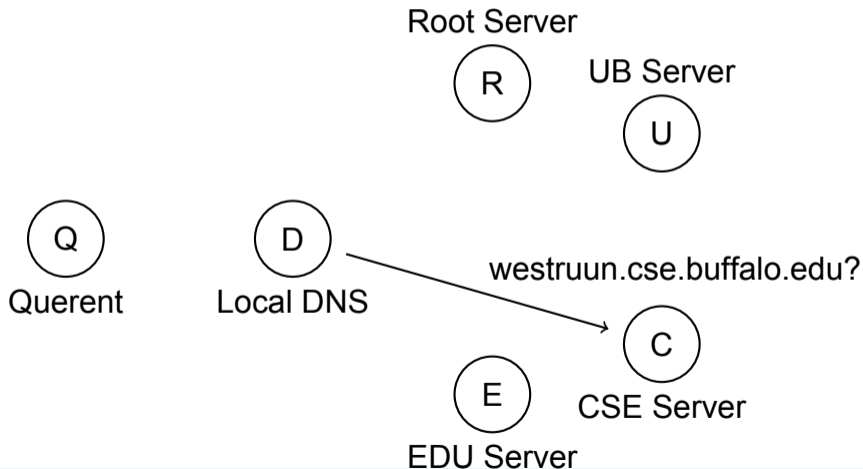 Root Server
R
UB Server
U
Q
Querent
D
Local DNS
westruun.cse.buffalo.edu?
C
CSE Server
E
EDU Server